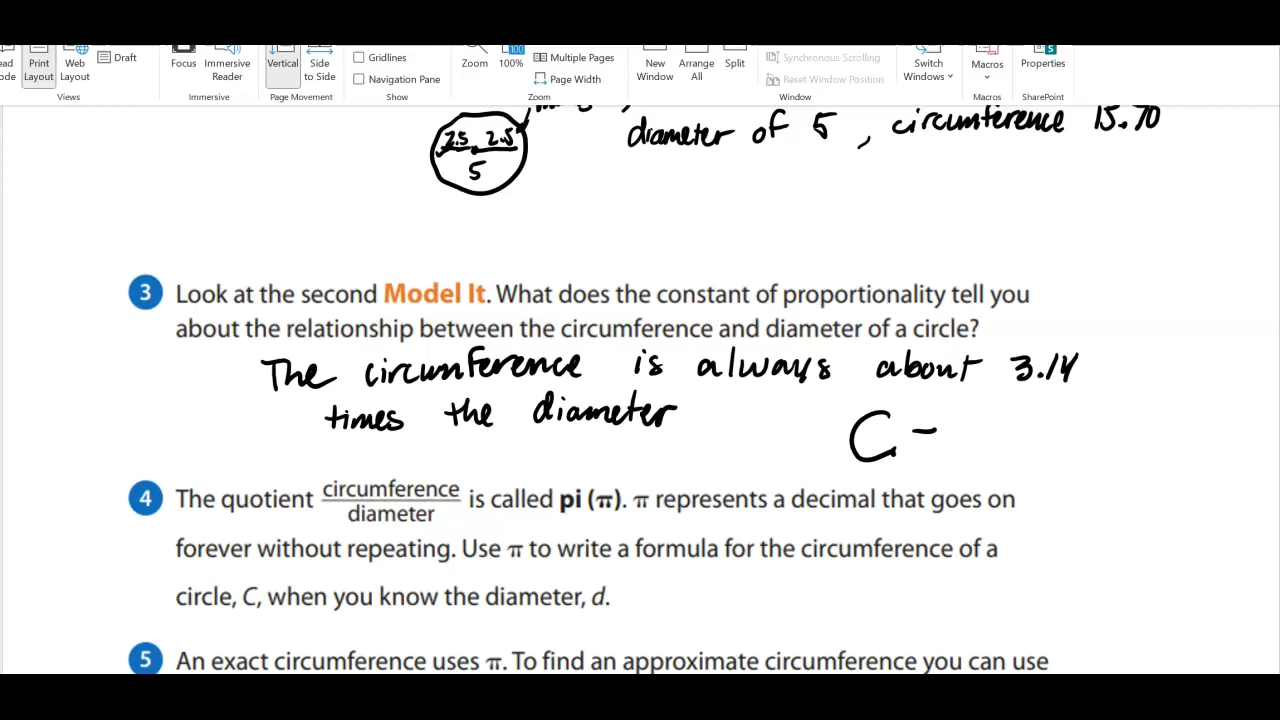 Print
Layout
Web
Layout
Draft
Focus
Immersive
Reader
Vertical
Side
to Side
Gridlines
Navigation Pane
Zoom
100
100%
Multiple Pages
Page Width
New
Window
Arrange
All
Split
Synchronous Scrolling
Reset Window Position
Switch
Windows
Macros
S
Properties
Views
Immersive
Page Movement
Show
Zoom
Window
Macros
SharePoint
diameter of 5 , circumference 15.70
2.5 2.5
5
3 Look at the second Model It. What does the constant of proportionality tell you
about the relationship between the circumference and diameter of a circle?
The circumference is always about 3.14
times the diameter
C =
4 The quotient circumference/diameter is called pi (π). π represents a decimal that goes on
forever without repeating. Use π to write a formula for the circumference of a
circle, C, when you know the diameter, d.
5 An exact circumference uses π. To find an approximate circumference you can use